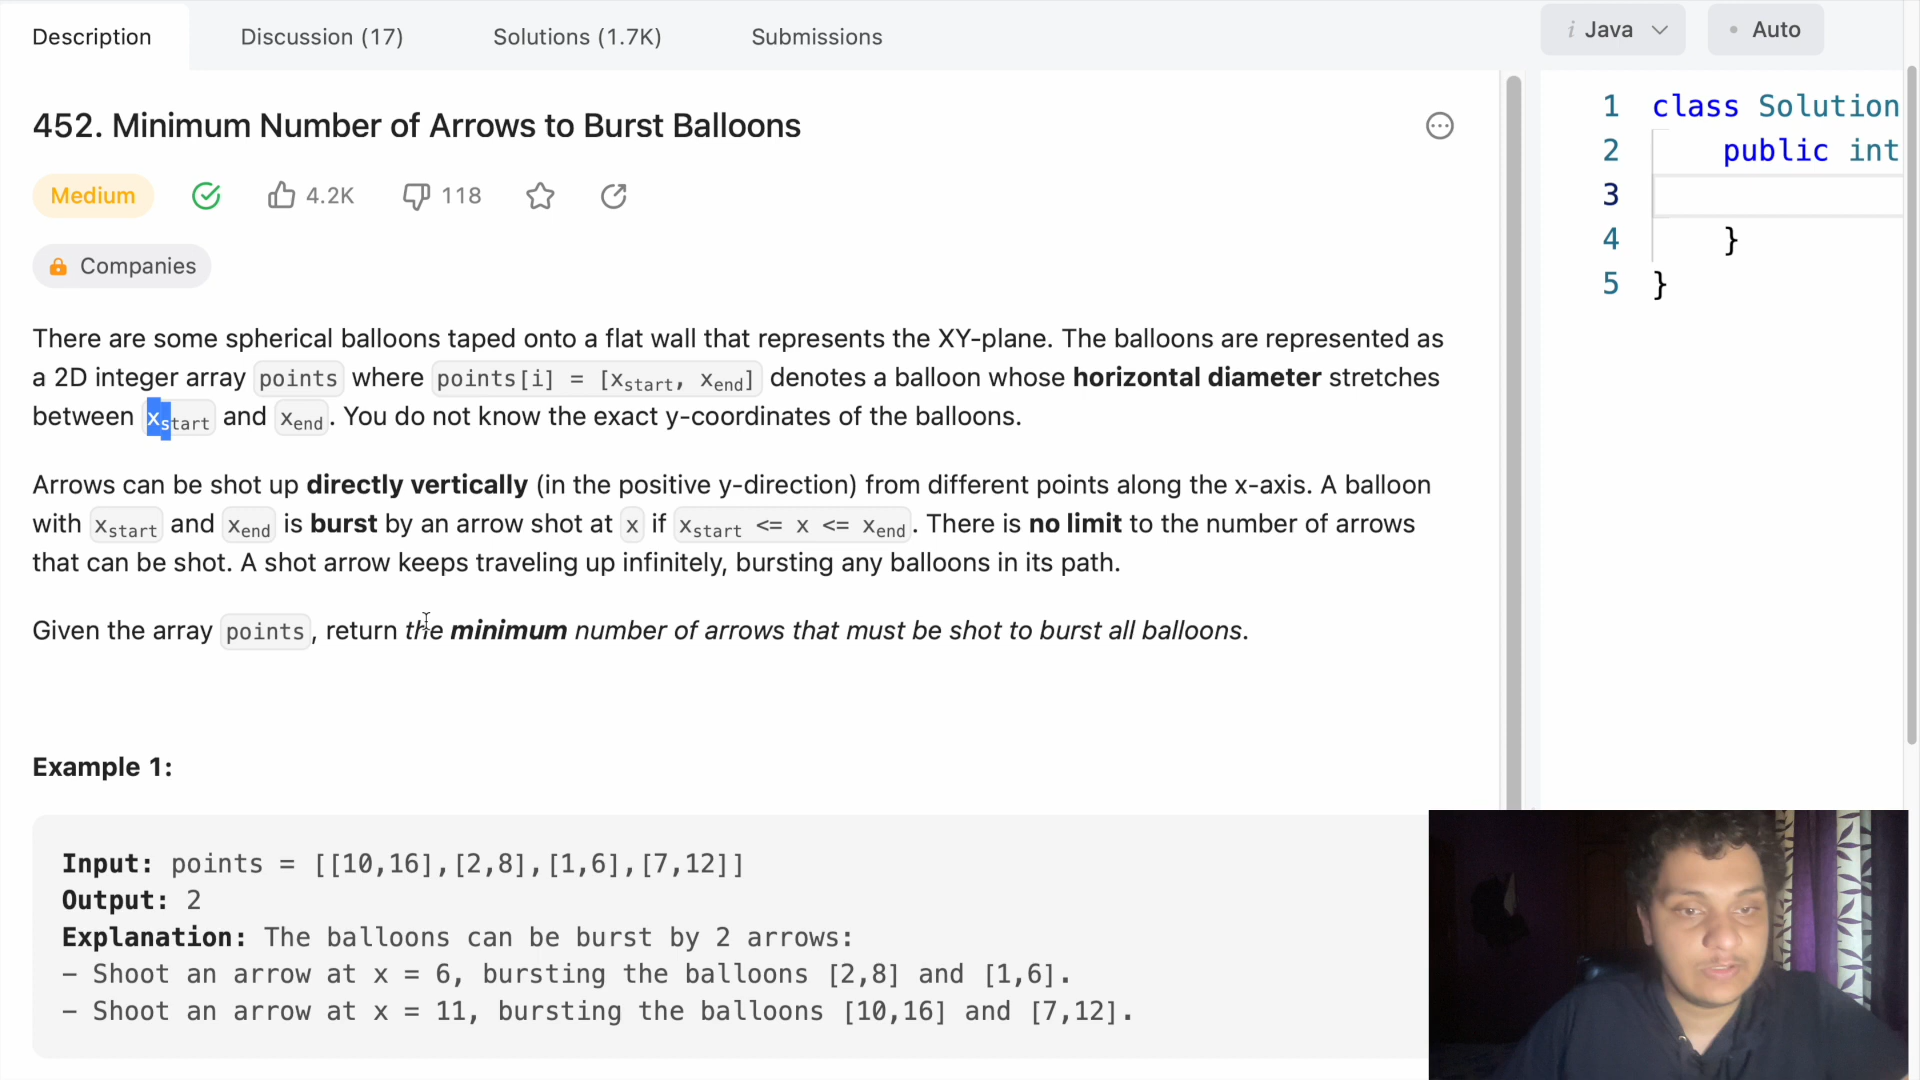 Description Discussion (17) Solutions (1.7K) Submissions
i Java Auto
452. Minimum Number of Arrows to Burst Balloons
Medium 4.2K 118
Companies
There are some spherical balloons taped onto a flat wall that represents the XY-plane. The balloons are represented as
a 2D integer array points where points[i] = [xstart, xend] denotes a balloon whose horizontal diameter stretches
between xstart and xend. You do not know the exact y-coordinates of the balloons.
Arrows can be shot up directly vertically (in the positive y-direction) from different points along the x-axis. A balloon
with xstart and xend is burst by an arrow shot at x if xstart <= x <= xend. There is no limit to the number of arrows
that can be shot. A shot arrow keeps traveling up infinitely, bursting any balloons in its path.
Given the array points, return the minimum number of arrows that must be shot to burst all balloons.
Example 1:
Input: points = [[10,16],[2,8],[1,6],[7,12]]
Output: 2
Explanation: The balloons can be burst by 2 arrows:
- Shoot an arrow at x = 6, bursting the balloons [2,8] and [1,6].
- Shoot an arrow at x = 11, bursting the balloons [10,16] and [7,12].
1 class Solution
2 public int
3
4 }
5 }